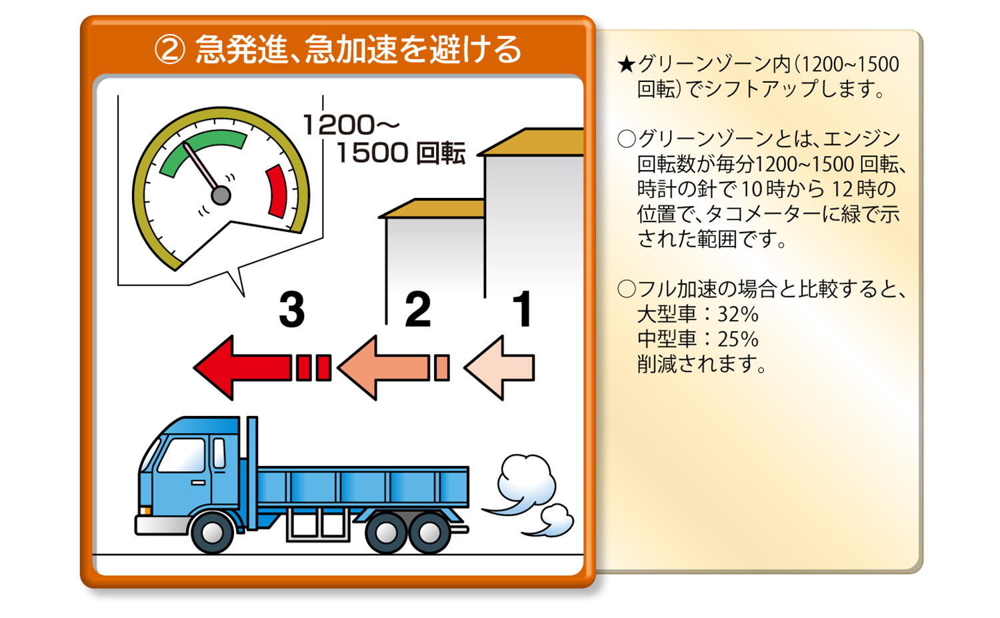 ② 急発進、急加速を避ける
1200～
1500 回転
3
2
1
★グリーンゾーン内（1200~1500
回転）でシフトアップします。
○グリーンゾーンとは、エンジン
回転数が毎分1200~1500 回転、
時計の針で10時から12時の
位置で、タコメーターに緑で示
された範囲です。
○フル加速の場合と比較すると、
大型車：32%
中型車：25%
削減されます。